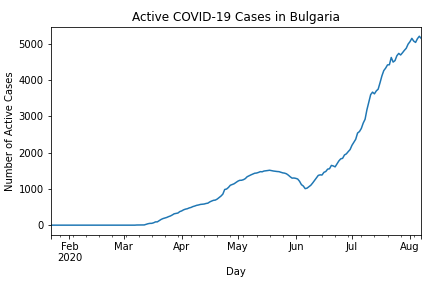 Active COVID-19 Cases in Bulgaria
Number of Active Cases
5000
4000
3000
2000
1000
0
Feb Mar Apr May Jun Jul Aug
2020
Day